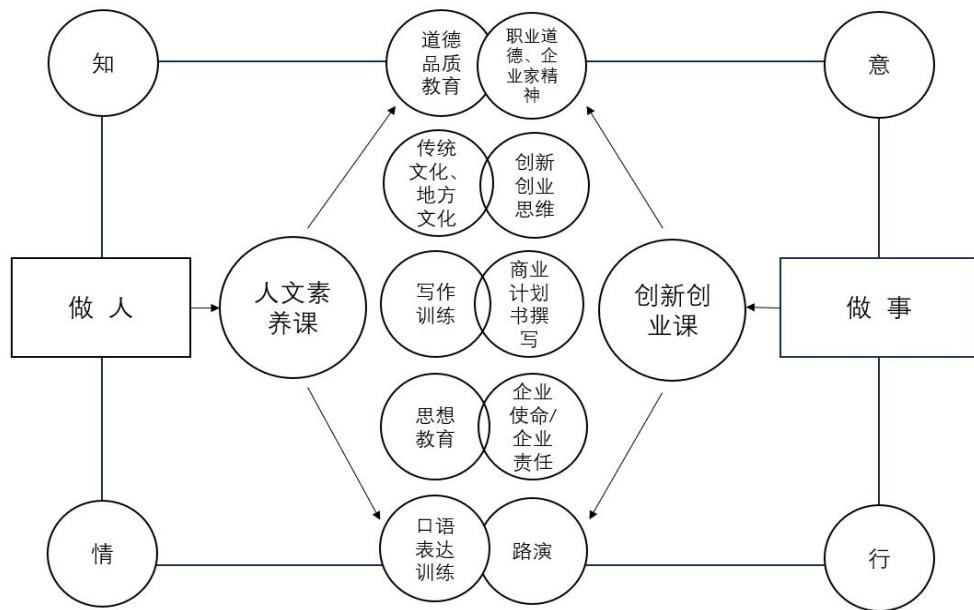 知
道德
品质
教育
职业道
德、企
业家精
神
意
传统
文化、
地方
文化
创新
创业
思维
做 人
人文素
养课
写作
训练
商业
计划
书撰
写
创新创
业课
做 事
思想
教育
企业
使命/
企业
责任
情
口语
表达
训练
路演
行